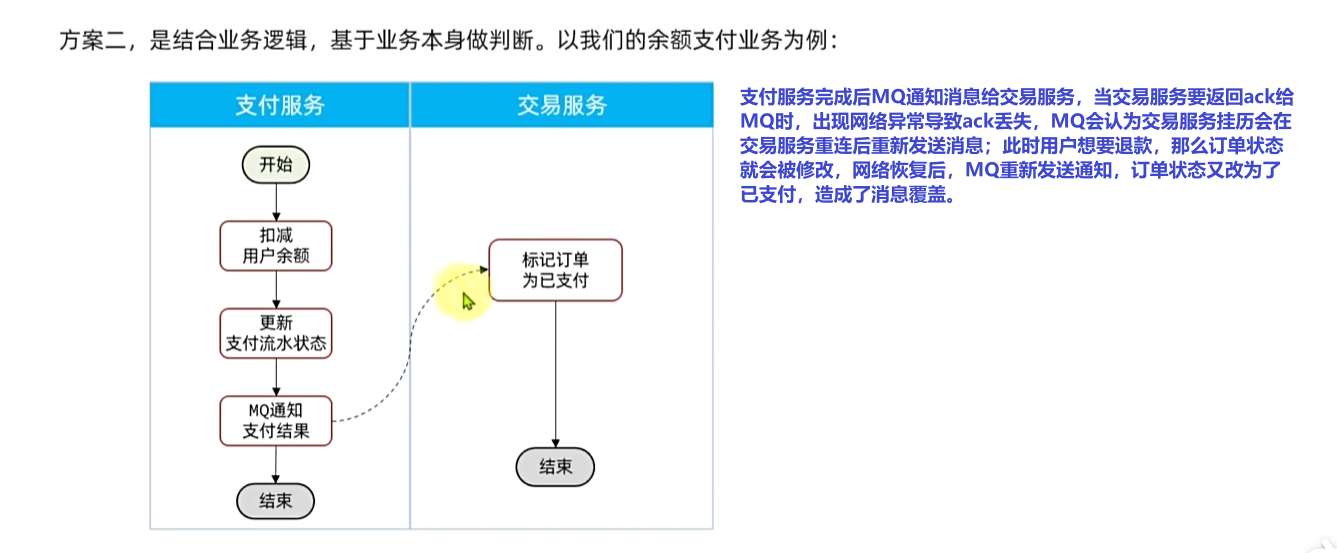 方案二，是结合业务逻辑，基于业务本身做判断。以我们的余额支付业务为例：
支付服务
交易服务
开始
扣减
用户余额
更新
支付流水状态
MQ通知
支付结果
结束
标记订单
为已支付
结束
支付服务完成后MQ通知消息给交易服务，当交易服务要返回ack给
MQ时，出现网络异常导致ack丢失，MQ会认为交易服务挂历会在
交易服务重连后重新发送消息；此时用户想要退款，那么订单状态
就会被修改，网络恢复后，MQ重新发送通知，订单状态又改为了
已支付，造成了消息覆盖。